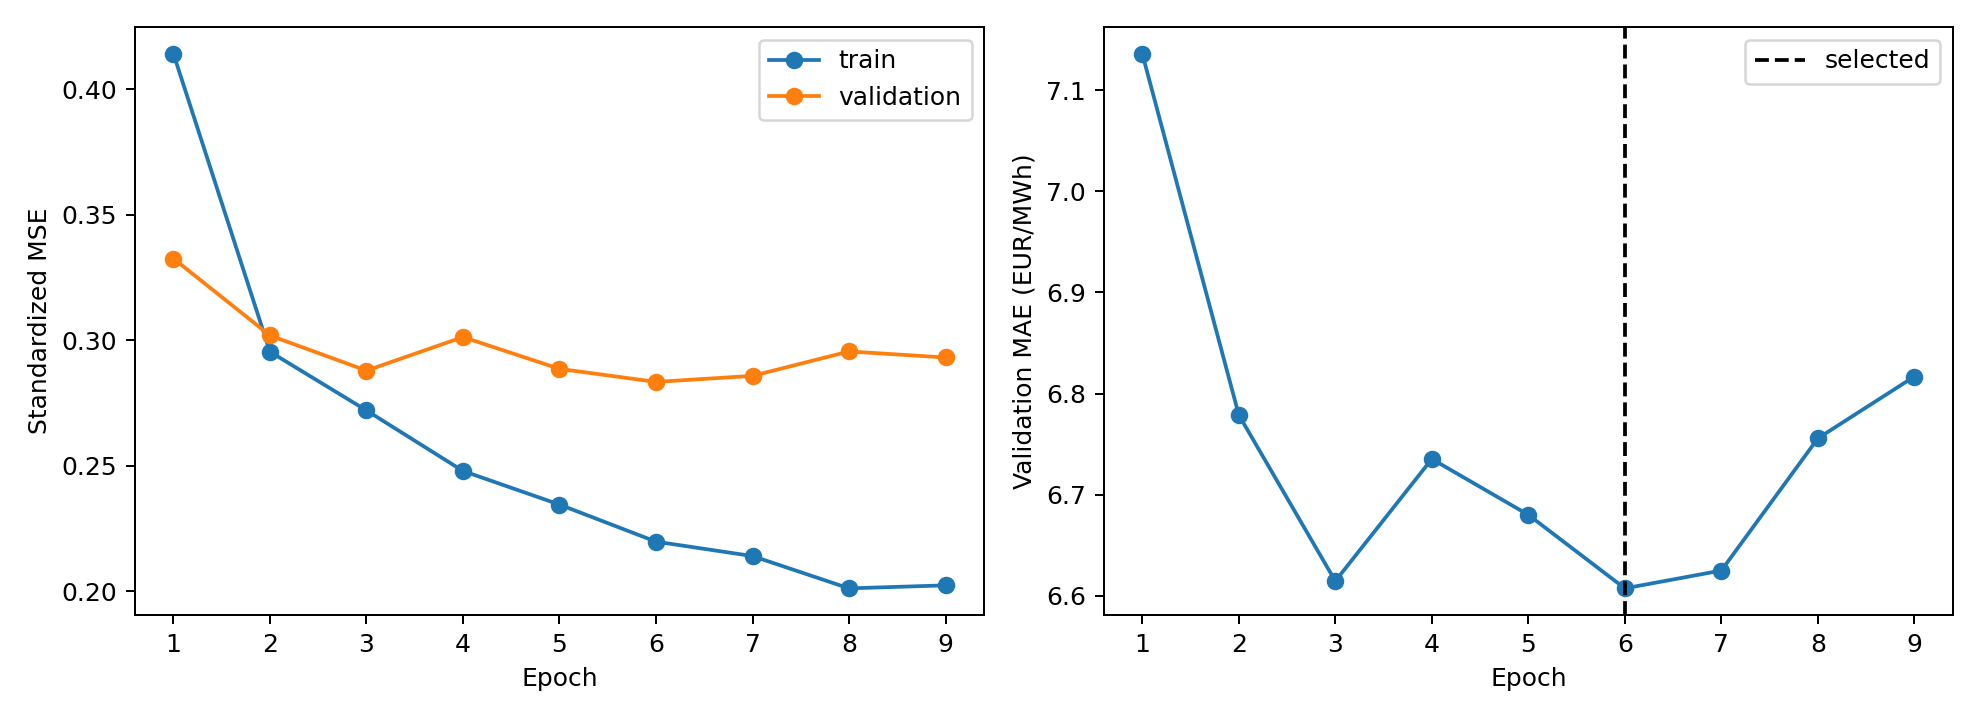 Standardized MSE
0.40
0.35
0.30
0.25
0.20
train
validation
1 2 3 4 5 6 7 8 9
Epoch
Validation MAE (EUR/MWh)
7.1
7.0
6.9
6.8
6.7
6.6
selected
1 2 3 4 5 6 7 8 9
Epoch